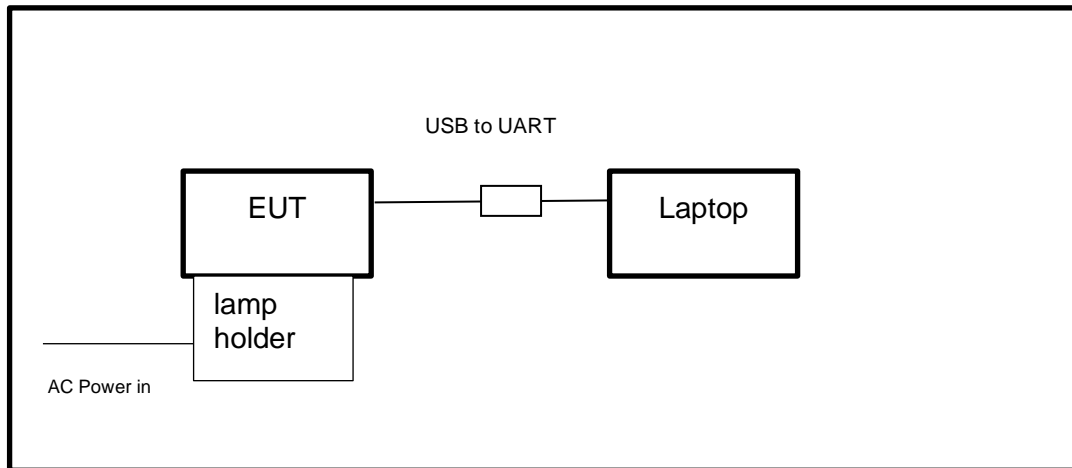 USB to UART
EUT
Laptop
lamp
holder
AC Power in